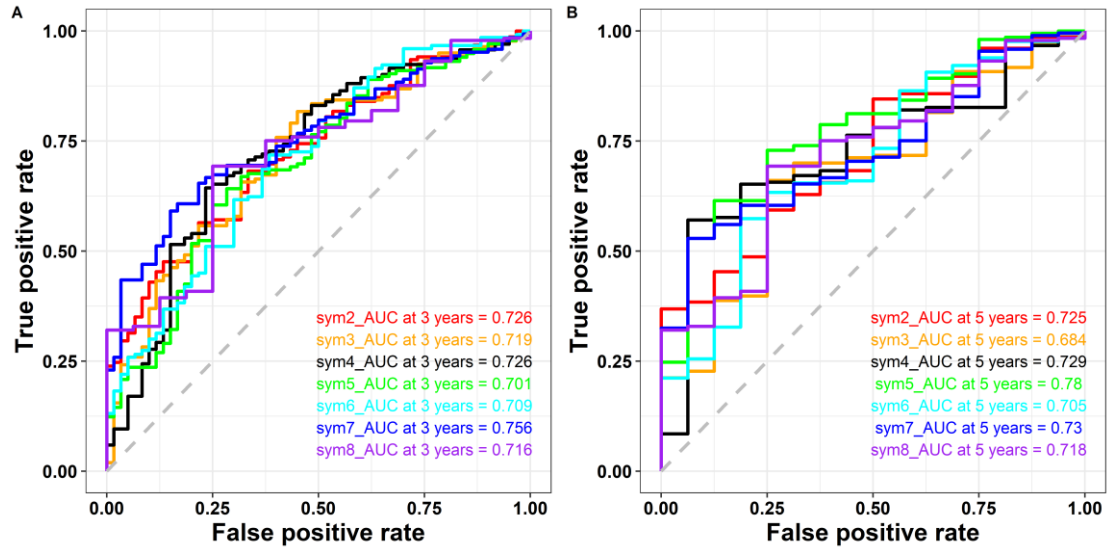 A
True positive rate
1.00
0.75
0.50
0.25
0.00
sym2_AUC at 3 years = 0.726
sym3_AUC at 3 years = 0.719
sym4_AUC at 3 years = 0.726
sym5_AUC at 3 years = 0.701
sym6_AUC at 3 years = 0.709
sym7_AUC at 3 years = 0.756
sym8_AUC at 3 years = 0.716
0.00 0.25 0.50 0.75 1.00
False positive rate
B
True positive rate
1.00
0.75
0.50
0.25
0.00
sym2_AUC at 5 years = 0.725
sym3_AUC at 5 years = 0.684
sym4_AUC at 5 years = 0.729
sym5_AUC at 5 years = 0.78
sym6_AUC at 5 years = 0.705
sym7_AUC at 5 years = 0.73
sym8_AUC at 5 years = 0.718
0.00 0.25 0.50 0.75 1.00
False positive rate